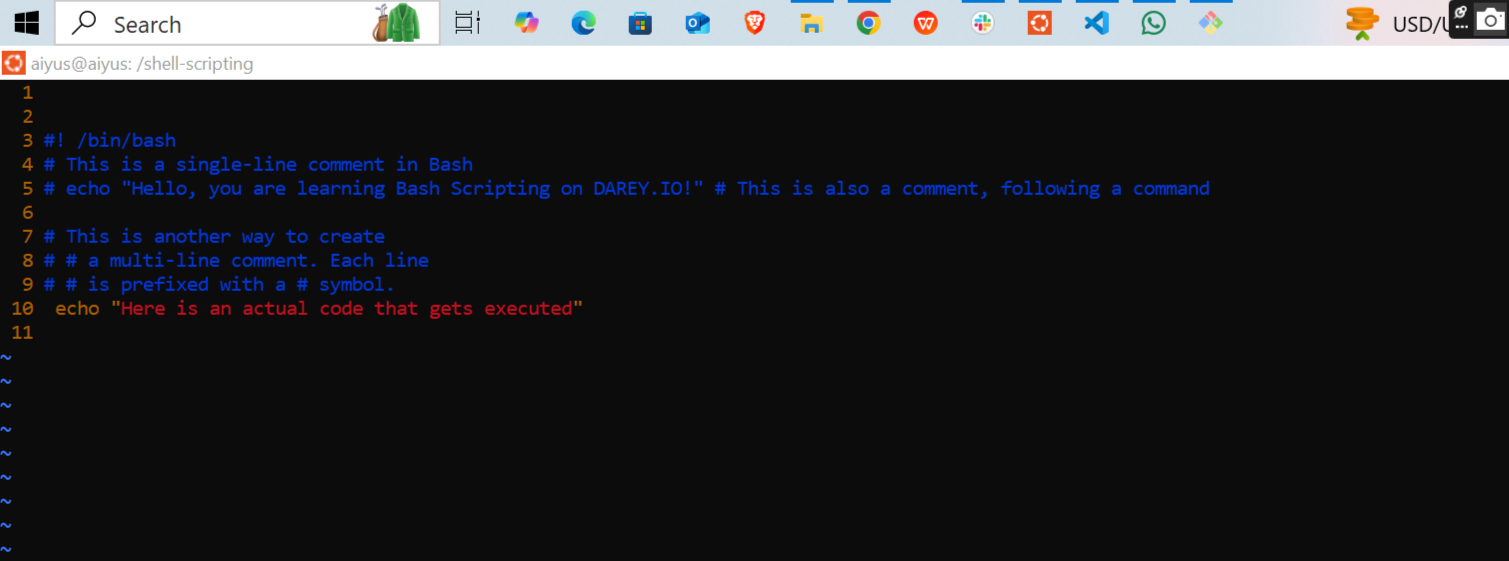 Search
USD/
aiyus@aiyus: /shell-scripting
1
2
3 #! /bin/bash
4 # This is a single-line comment in Bash
5 # echo "Hello, you are learning Bash Scripting on DAREY.IO!" # This is also a comment, following a command
6
7 # This is another way to create
8 # # a multi-line comment. Each line
9 # # is prefixed with a # symbol.
10  echo "Here is an actual code that gets executed"
11
~
~
~
~
~
~
~
~
~